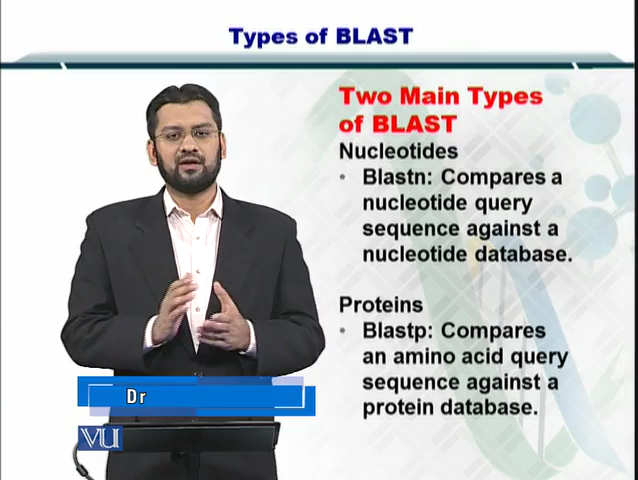 Types of BLAST
Two Main Types
of BLAST
Nucleotides
• Blastn: Compares a
nucleotide query
sequence against a
nucleotide database.
Proteins
• Blastp: Compares
an amino acid query
sequence against a
protein database.
Dr
VU